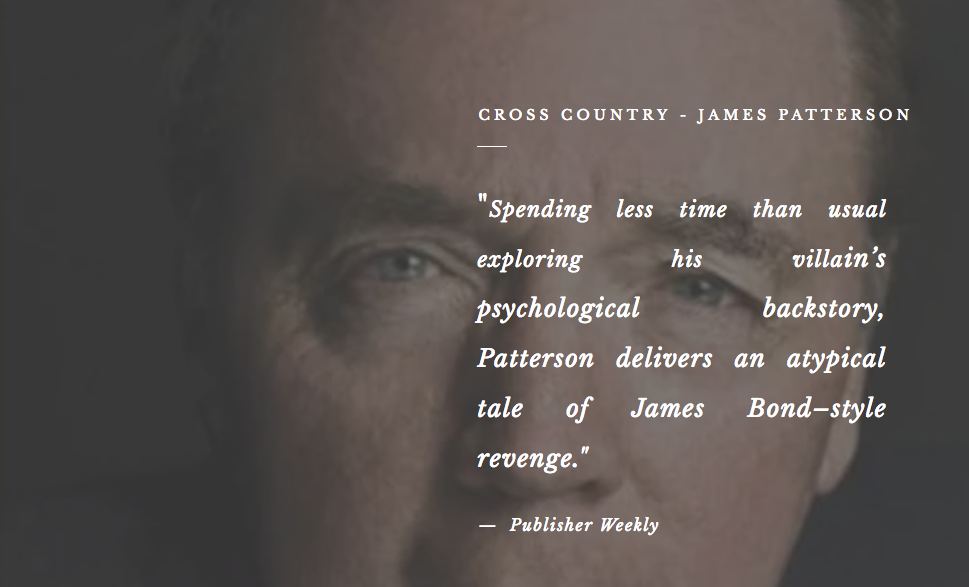 CROSS COUNTRY - JAMES PATTERSON
"Spending less time than usual
exploring his villain’s
psychological backstory,
Patterson delivers an atypical
tale of James Bond–style
revenge."
— Publisher Weekly